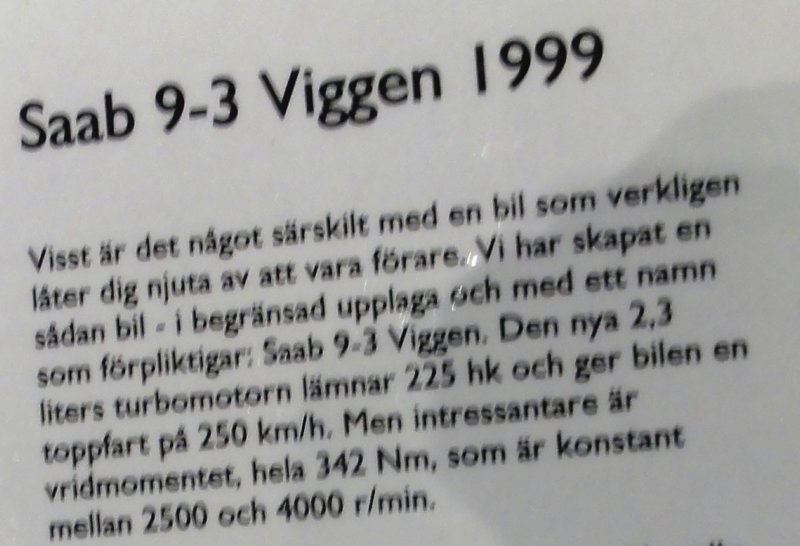 Saab 9-3 Viggen 1999
Visst är det något särskilt med en bil som verkligen
låter dig njuta av att vara förare. Vi har skapat en
sådan bil - i begränsad upplaga och med ett namn
som förpliktigar: Saab 9-3 Viggen. Den nya 2,3
liters turbomotorn lämnar 225 hk och ger bilen en
toppfart på 250 km/h. Men intressantare är
vridmomentet, hela 342 Nm, som är konstant
mellan 2500 och 4000 r/min.